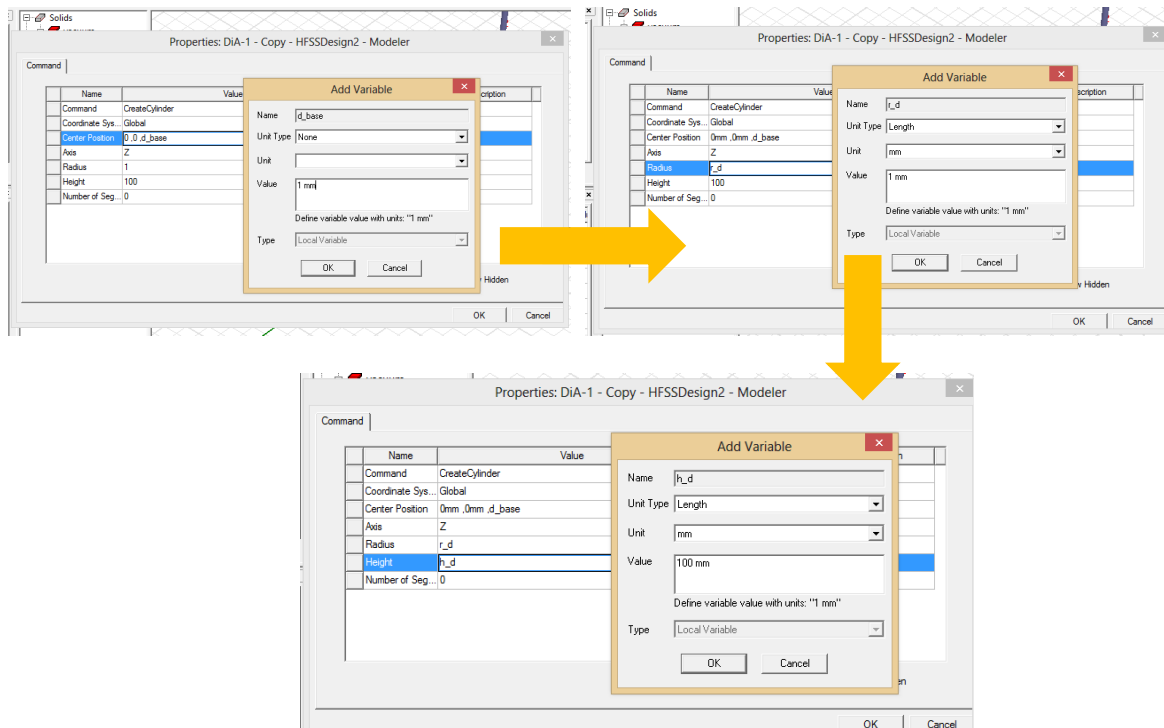 Solids
Properties: DiA-1 - Copy - HFSSDesign2 - Modeler
Command
Name Value cription
Command CreateCylinder
Coordinate Sys... Global
Center Position 0 ,0 ,d_base
Axis Z
Radius 1
Height 100
Number of Seg... 0
Hidden
OK Cancel
Add Variable
Name d_base
Unit Type None
Unit
Value 1 mm
Define variable value with units: "1 mm"
Type Local Variable
OK Cancel
Solids
Properties: DiA-1 - Copy - HFSSDesign2 - Modeler
Command
Name Value scription
Command CreateCylinder
Coordinate Sys... Global
Center Position 0mm ,0mm ,d_base
Axis Z
Radius r_d
Height 100
Number of Seg... 0
w Hidden
OK Cancel
Add Variable
Name r_d
Unit Type Length
Unit mm
Value 1 mm
Define variable value with units: "1 mm"
Type Local Variable
OK Cancel
Properties: DiA-1 - Copy - HFSSDesign2 - Modeler
Command
Name Value n
Command CreateCylinder
Coordinate Sys... Global
Center Position 0mm ,0mm ,d_base
Axis Z
Radius r_d
Height h_d
Number of Seg... 0
en
OK Cancel
Add Variable
Name h_d
Unit Type Length
Unit mm
Value 100 mm
Define variable value with units: "1 mm"
Type Local Variable
OK Cancel